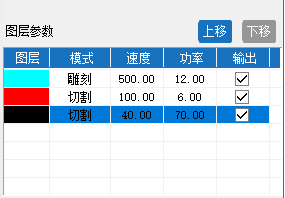 图层参数 上移 下移
图层 模式 速度 功率 输出
雕刻 500.00 12.00
切割 100.00 6.00
切割 40.00 70.00